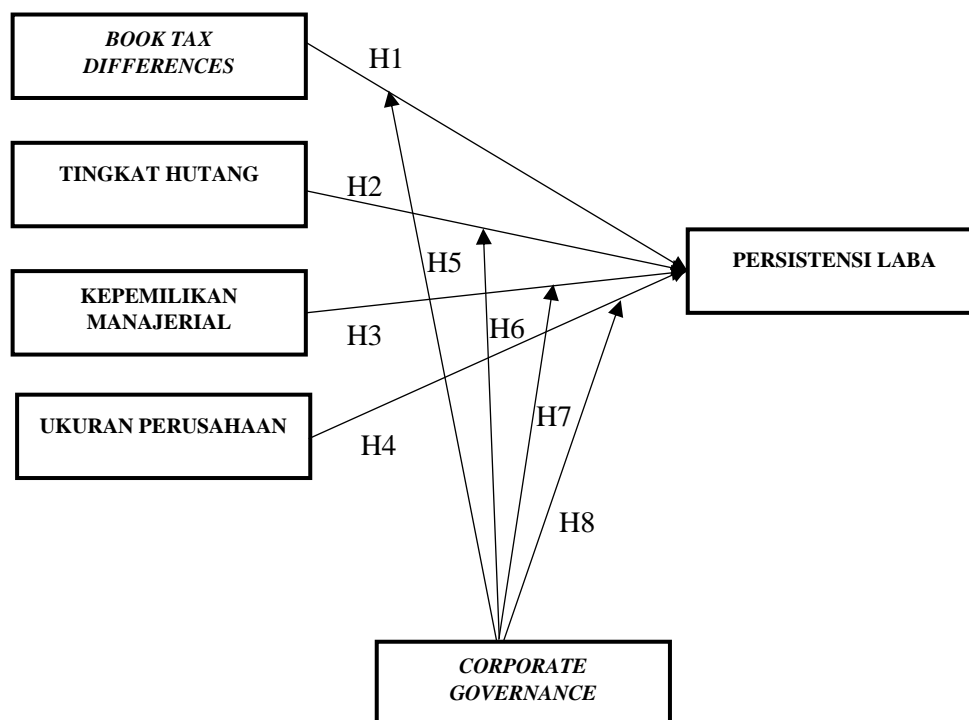 BOOK TAX
DIFFERENCES
H1
TINGKAT HUTANG
H2
H5
PERSISTENSI LABA
KEPEMILIKAN
MANAJERIAL
H3
H6
UKURAN PERUSAHAAN
H4
H7
H8
CORPORATE
GOVERNANCE